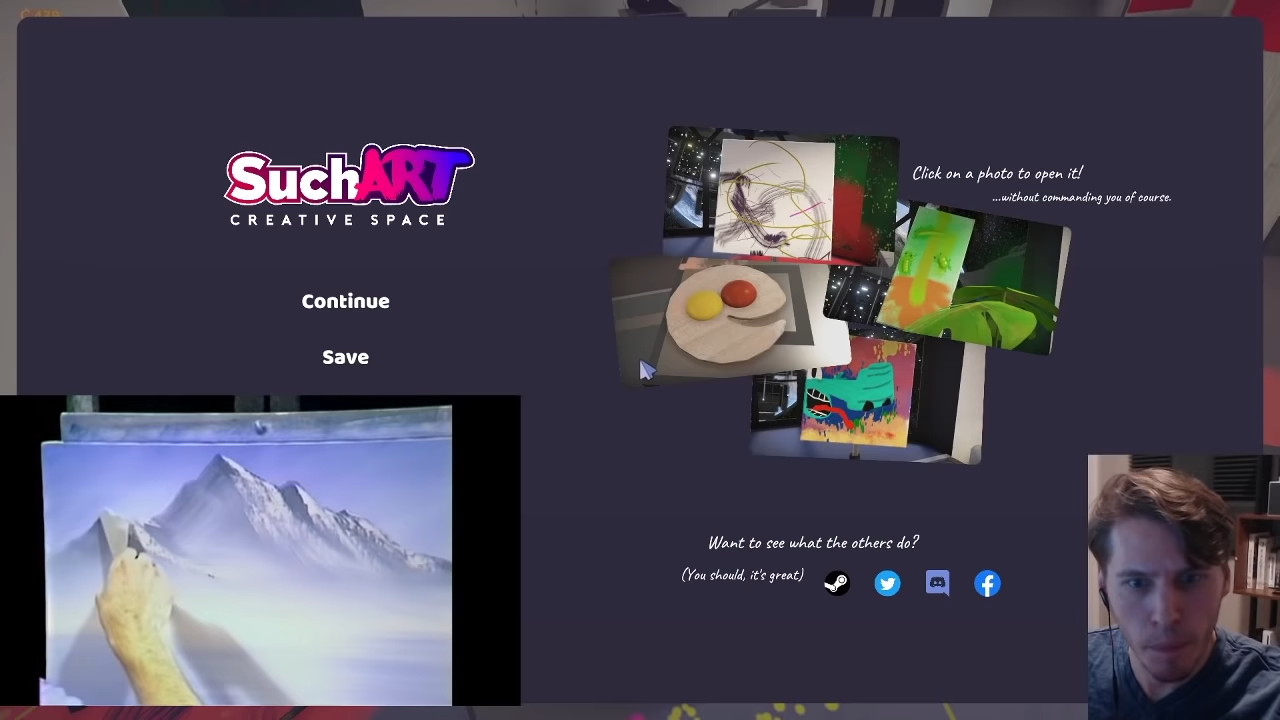 SuchART
CREATIVE SPACE
Continue
Save
Click on a photo to open it!
...without commanding you of course.
Want to see what the others do?
(You should, it's great)